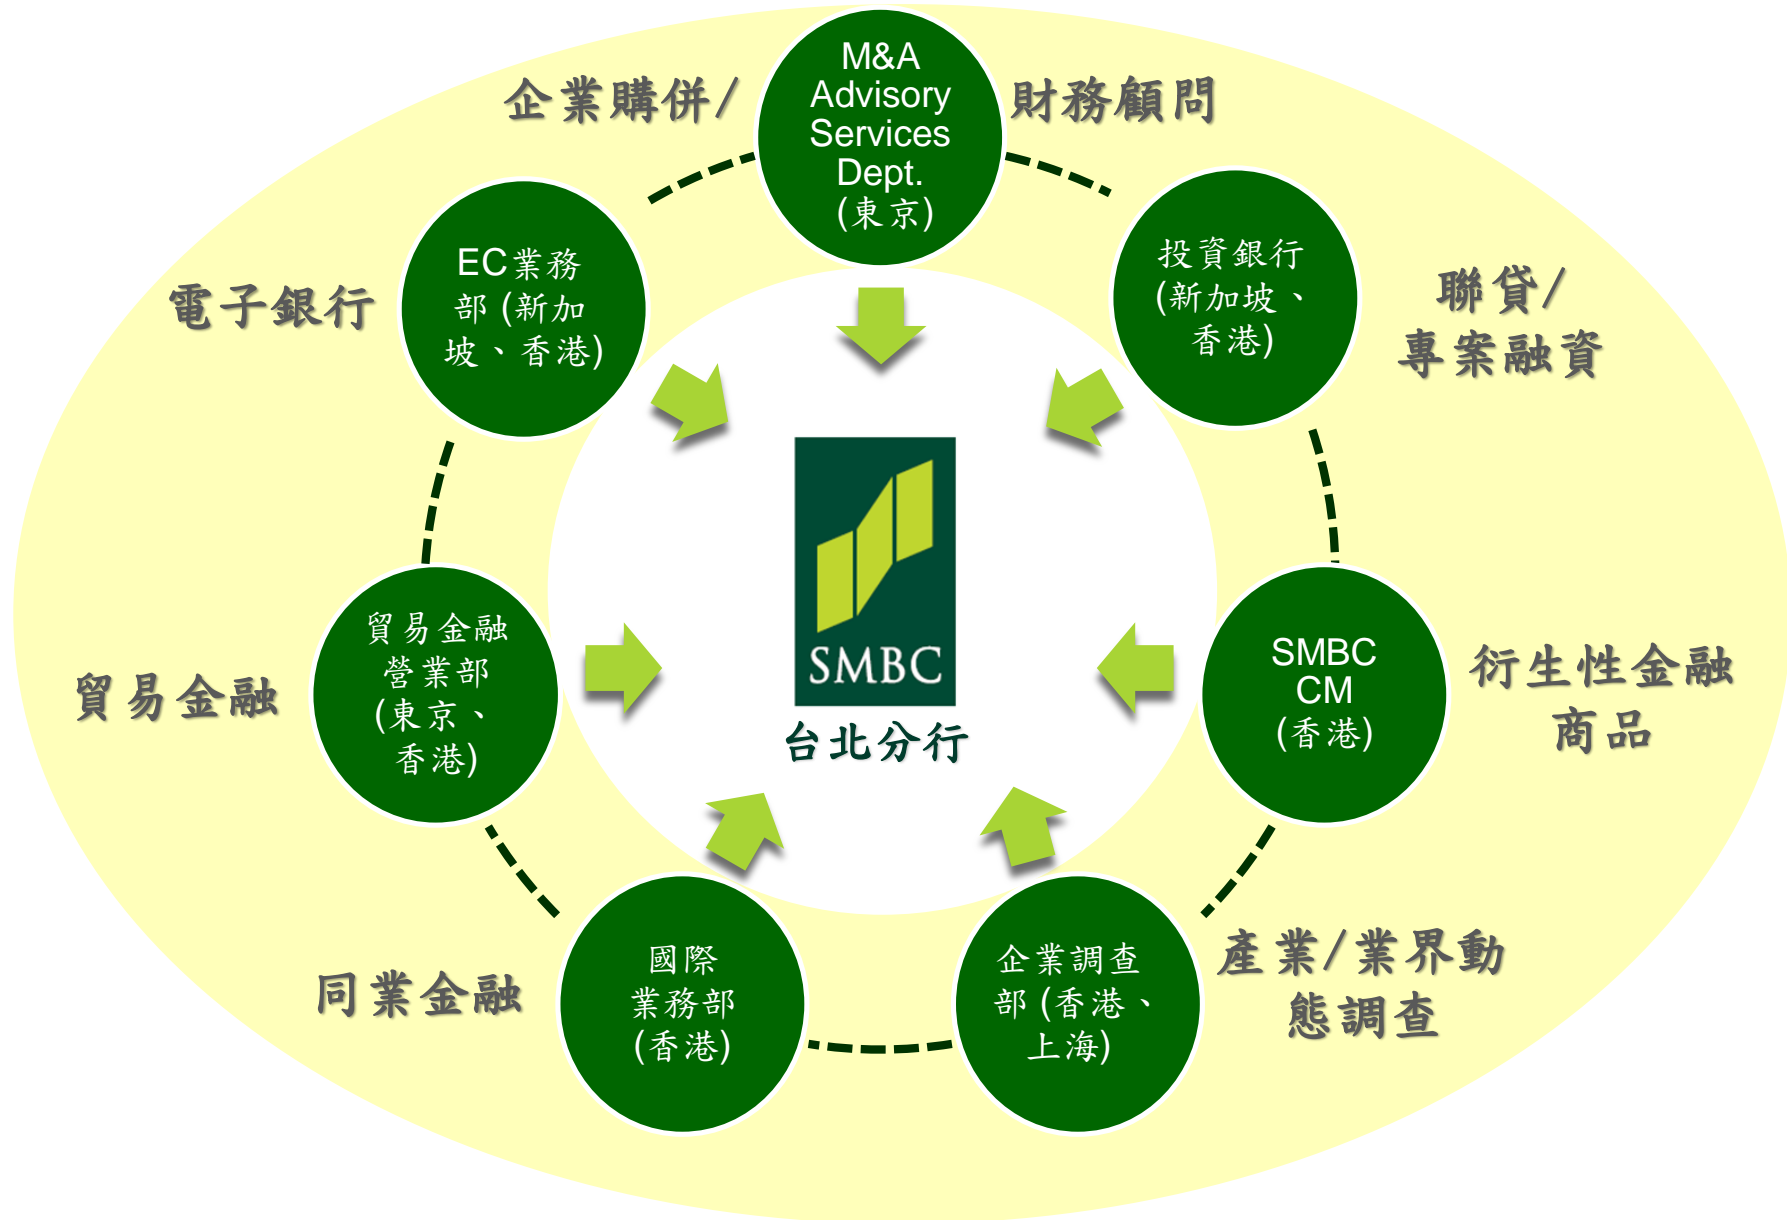 企業購併/
M&A
Advisory
Services
Dept.
(東京)
財務顧問
電子銀行
EC業務
部 (新加
坡、香港)
投資銀行
(新加坡、
香港)
聯貸/
專案融資
貿易金融
貿易金融
營業部
(東京、
香港)
SMBC
台北分行
SMBC
CM
(香港)
衍生性金融
商品
同業金融
國際
業務部
(香港)
企業調查
部 (香港、
上海)
產業/業界動
態調查